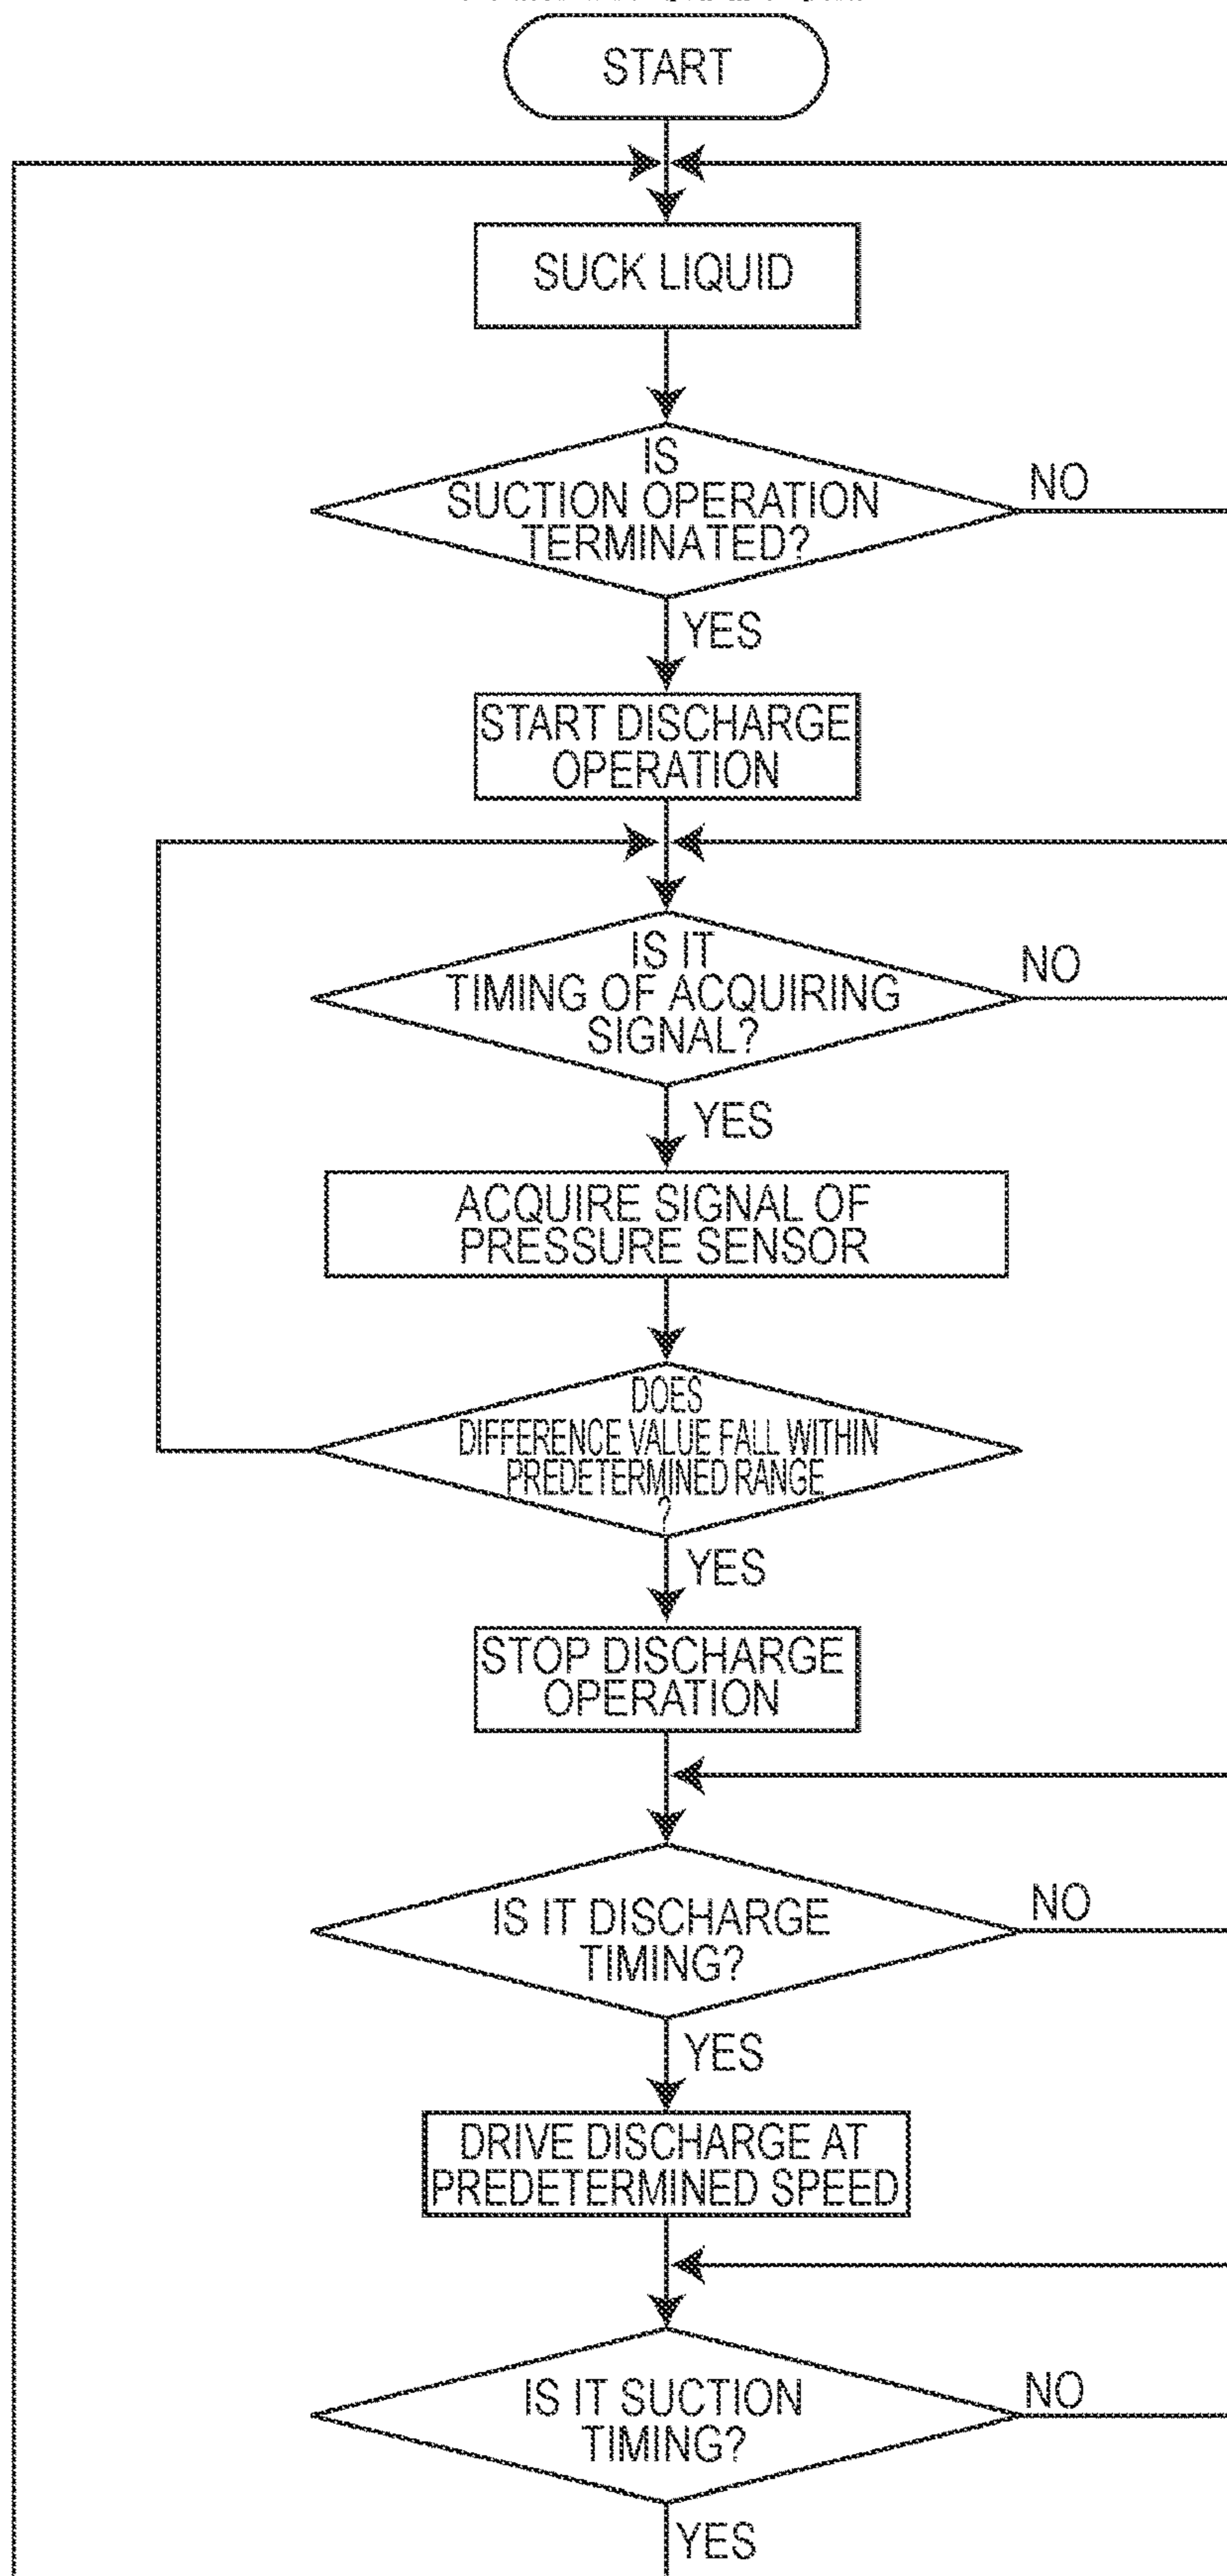 START
SUCK LIQUID
IS
SUCTION OPERATION
TERMINATED?
NO
YES
START DISCHARGE
OPERATION
IS IT
TIMING OF ACQUIRING
SIGNAL?
NO
YES
ACQUIRE SIGNAL OF
PRESSURE SENSOR
DOES
DIFFERENCE VALUE FALL WITHIN
PREDETERMINED RANGE
?
YES
STOP DISCHARGE
OPERATION
IS IT DISCHARGE
TIMING?
NO
YES
DRIVE DISCHARGE AT
PREDETERMINED SPEED
IS IT SUCTION
TIMING?
NO
YES